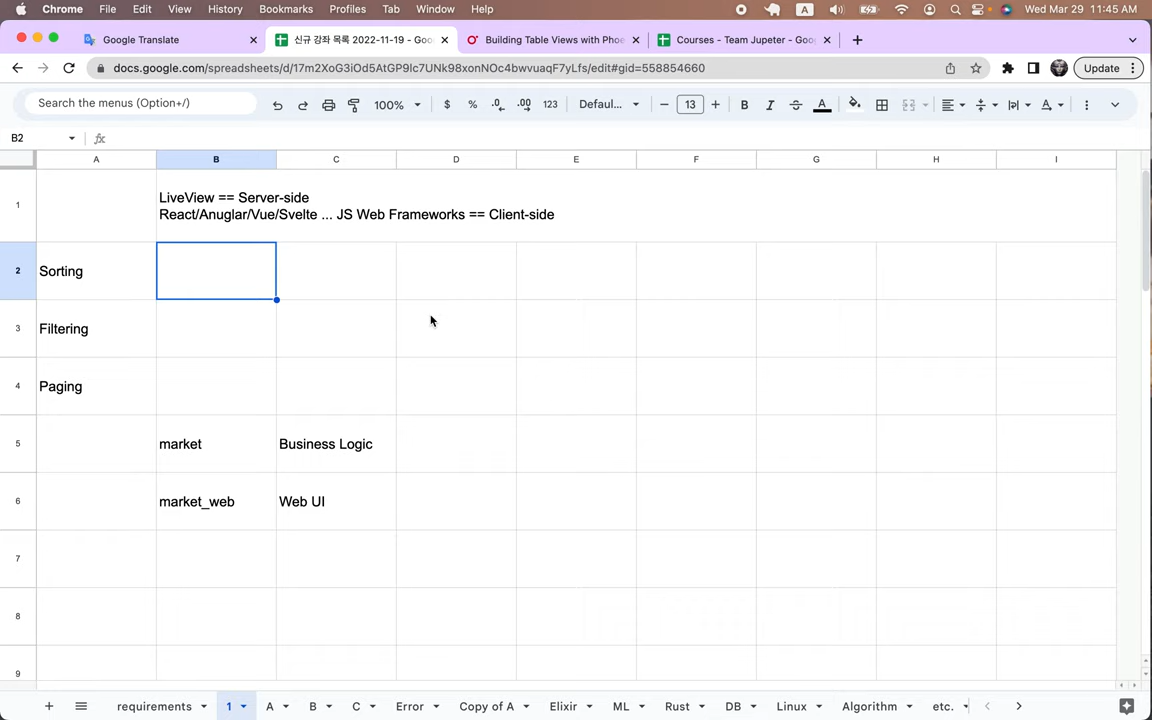 Chrome File Edit View History Bookmarks Profiles Tab Window Help A Wed Mar 29 11:45 AM
Google Translate
신규 강좌 목록 2022-11-19 - Goo
Building Table Views with Phoe
Courses - Team Jupeter - Goog
docs.google.com/spreadsheets/d/17m2XoG3iOd5AtGP9lc7UNk98xonNOc4bwvuaqF7yLfs/edit#gid=558854660
Update
Search the menus (Option+/)
100% $ % .0 .00 123 Defaul... 13 B I S A
B2 fx
A B C D E F G H I
1 LiveView == Server-side
React/Anuglar/Vue/Svelte ... JS Web Frameworks == Client-side
2 Sorting
3 Filtering
4 Paging
5 market Business Logic
6 market_web Web UI
7
8
9
requirements 1 A B C Error Copy of A Elixir ML Rust DB Linux Algorithm etc.